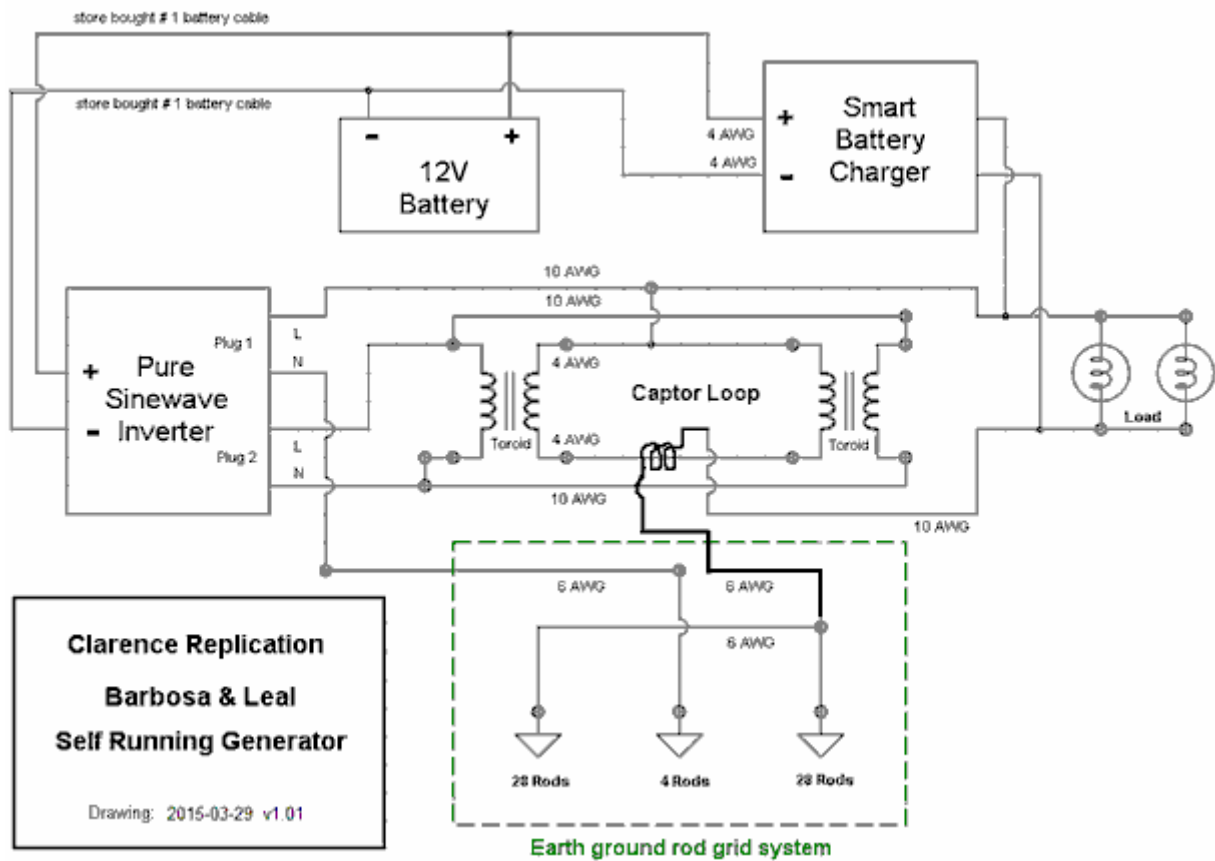 store bought # 1 battery cable
store bought # 1 battery cable
- +
12V
Battery
+
-
4 AWG
4 AWG
Smart
Battery
Charger
10 AWG
10 AWG
Plug 1
L
N
+
-
Pure
Sinewave
Inverter
Plug 2
L
N
4 AWG
Captor Loop
4 AWG
Toroid
Toroid
Load
10 AWG
10 AWG
6 AWG
6 AWG
6 AWG
28 Rods
4 Rods
28 Rods
Earth ground rod grid system
Clarence Replication
Barbosa & Leal
Self Running Generator
Drawing: 2015-03-29 v1.01